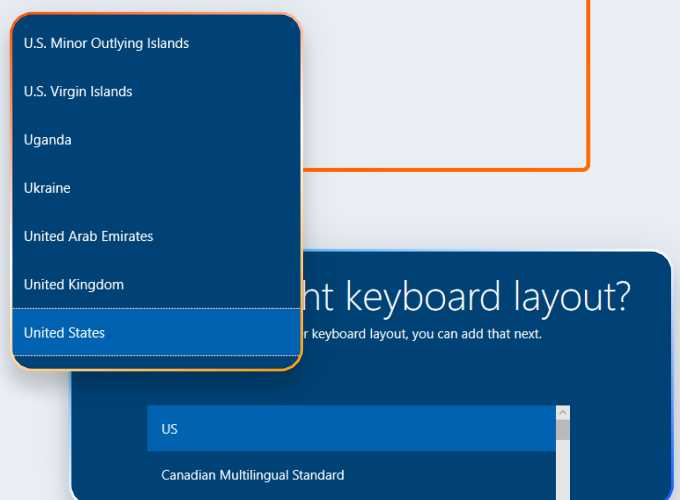 U.S. Minor Outlying Islands
U.S. Virgin Islands
Uganda
Ukraine
United Arab Emirates
United Kingdom
United States
keyboard layout?
keyboard layout, you can add that next.
US
Canadian Multilingual Standard